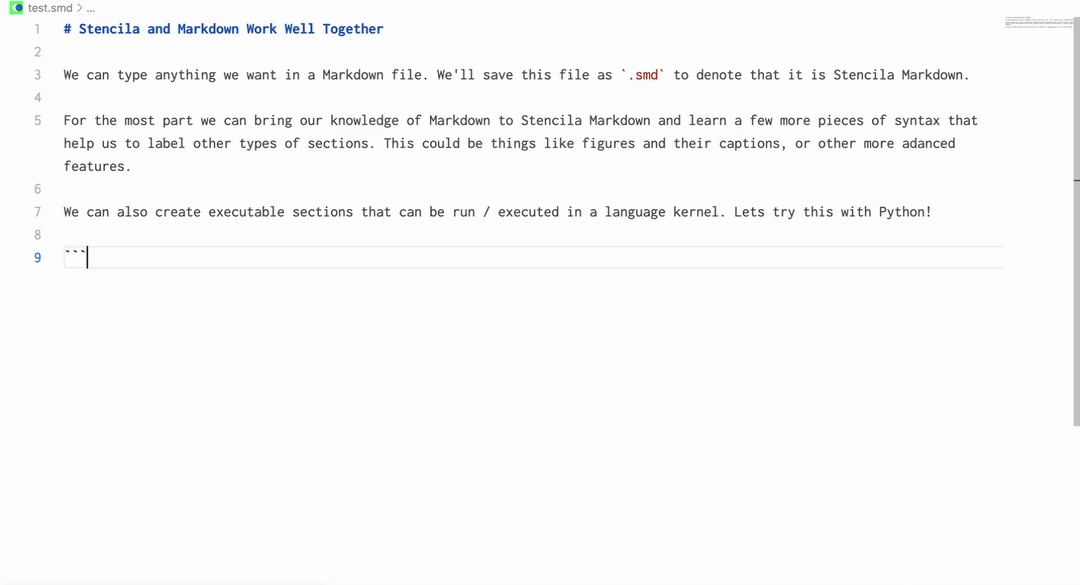 test.smd > ...
1 # Stencila and Markdown Work Well Together
2
3 We can type anything we want in a Markdown file. We'll save this file as `.smd` to denote that it is Stencila Markdown.
4
5 For the most part we can bring our knowledge of Markdown to Stencila Markdown and learn a few more pieces of syntax that
help us to label other types of sections. This could be things like figures and their captions, or other more adanced
features.
6
7 We can also create executable sections that can be run / executed in a language kernel. Lets try this with Python!
8
9 ```